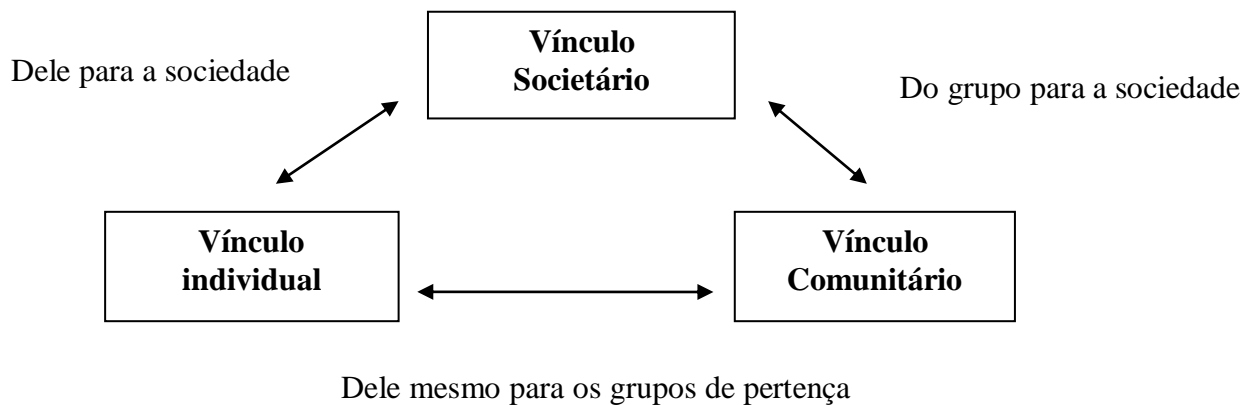 Vínculo
Societário
Dele para a sociedade
Do grupo para a sociedade
Vínculo
individual
Vínculo
Comunitário
Dele mesmo para os grupos de pertença